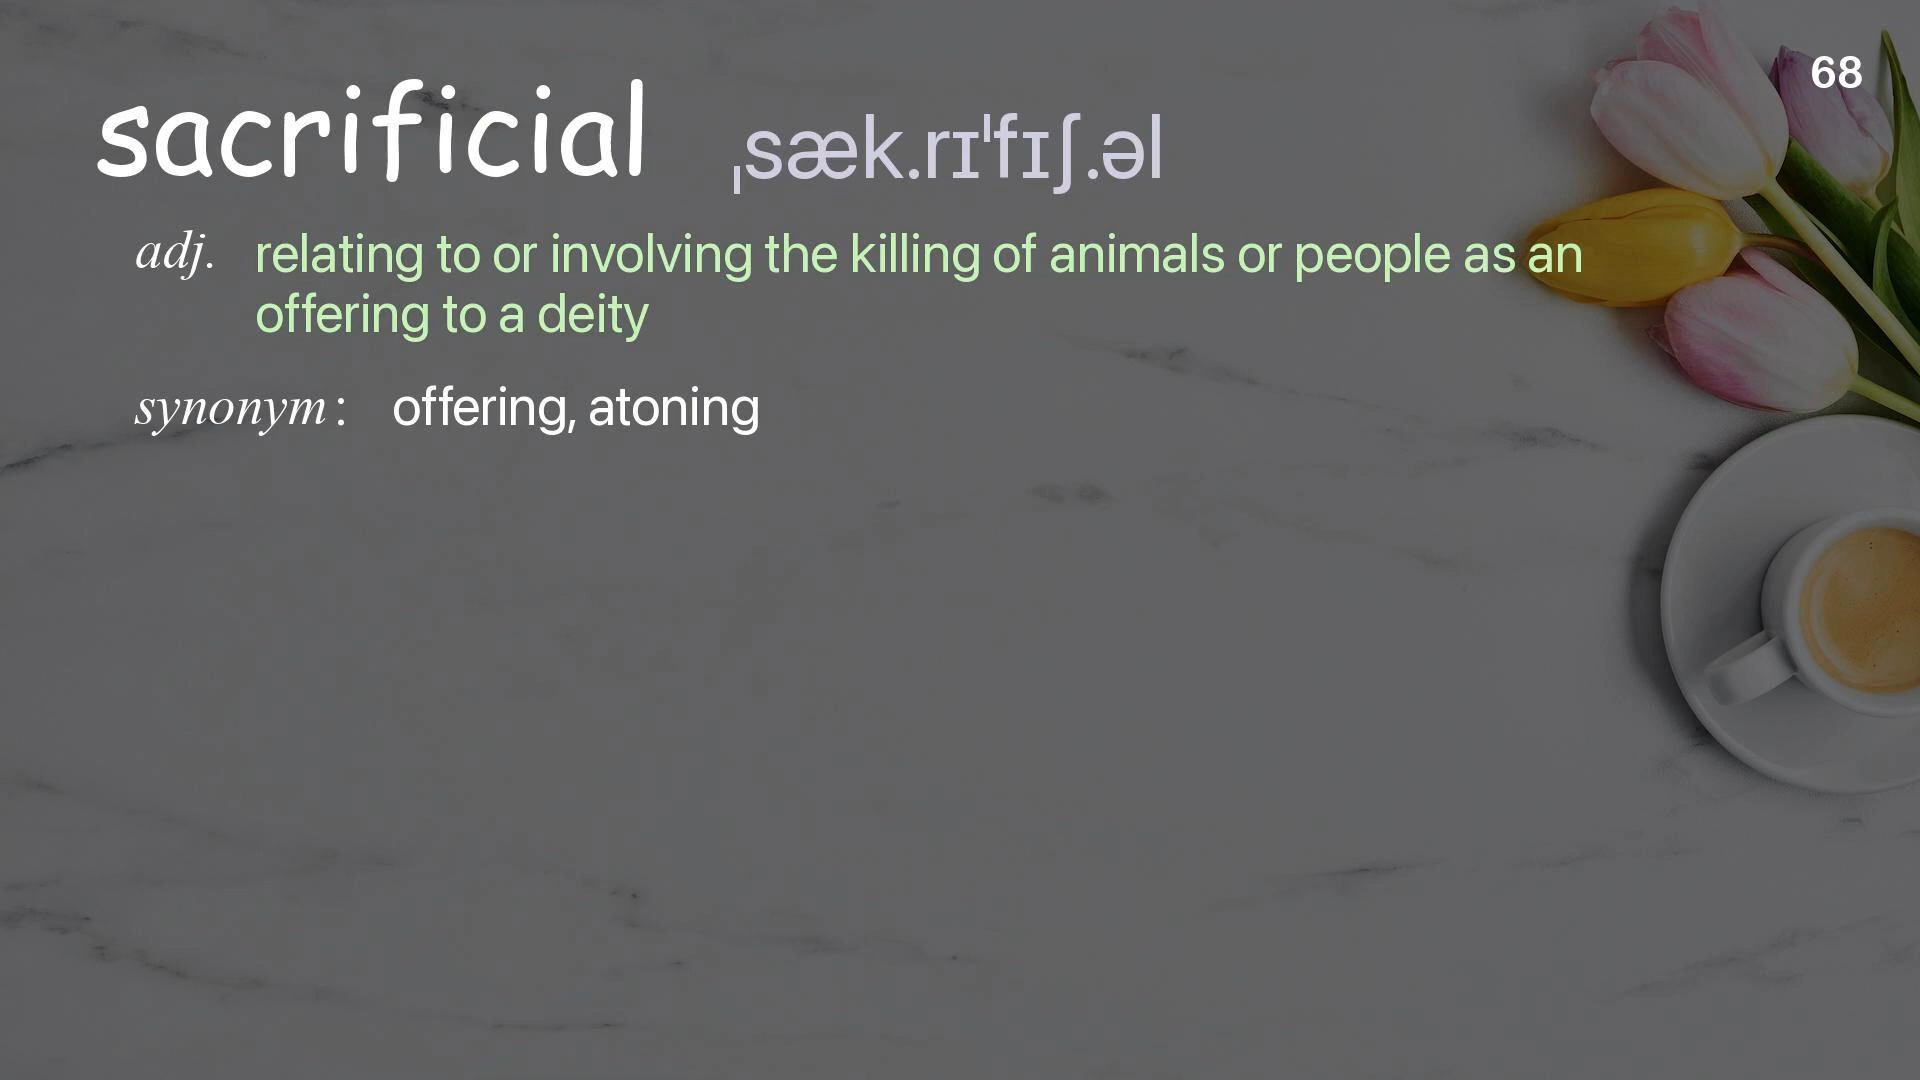 68
sacrificial ˌsæk.rɪˈfɪʃ.əl
adj. relating to or involving the killing of animals or people as an
offering to a deity
synonym: offering, atoning